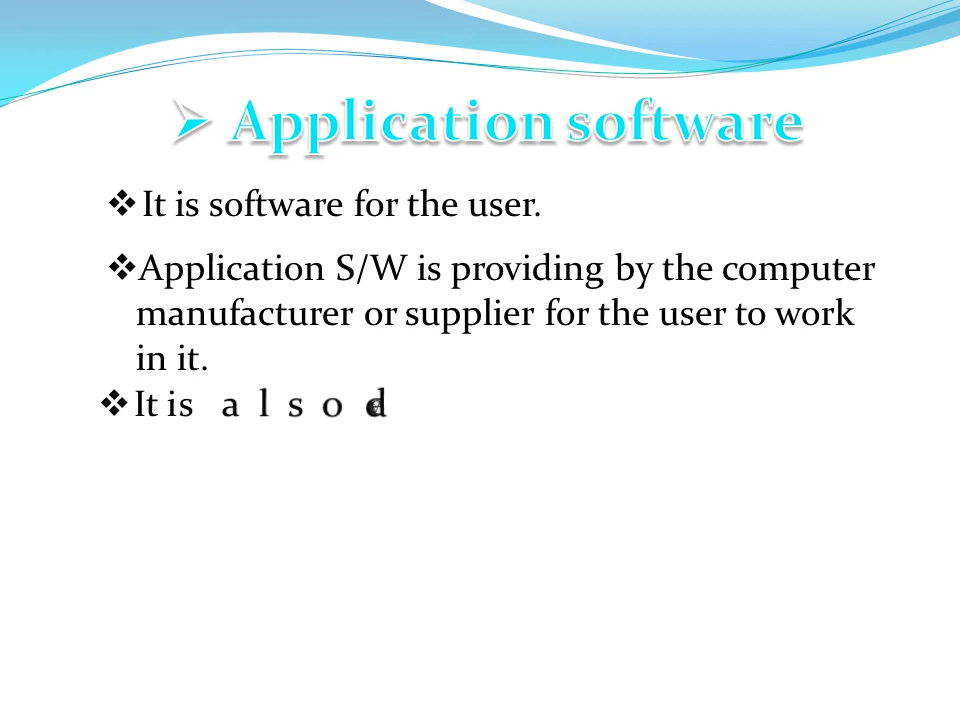 ➢ Application software
❖ It is software for the user.
❖ Application S/W is providing by the computer
manufacturer or supplier for the user to work
in it.
❖ It is a l s o